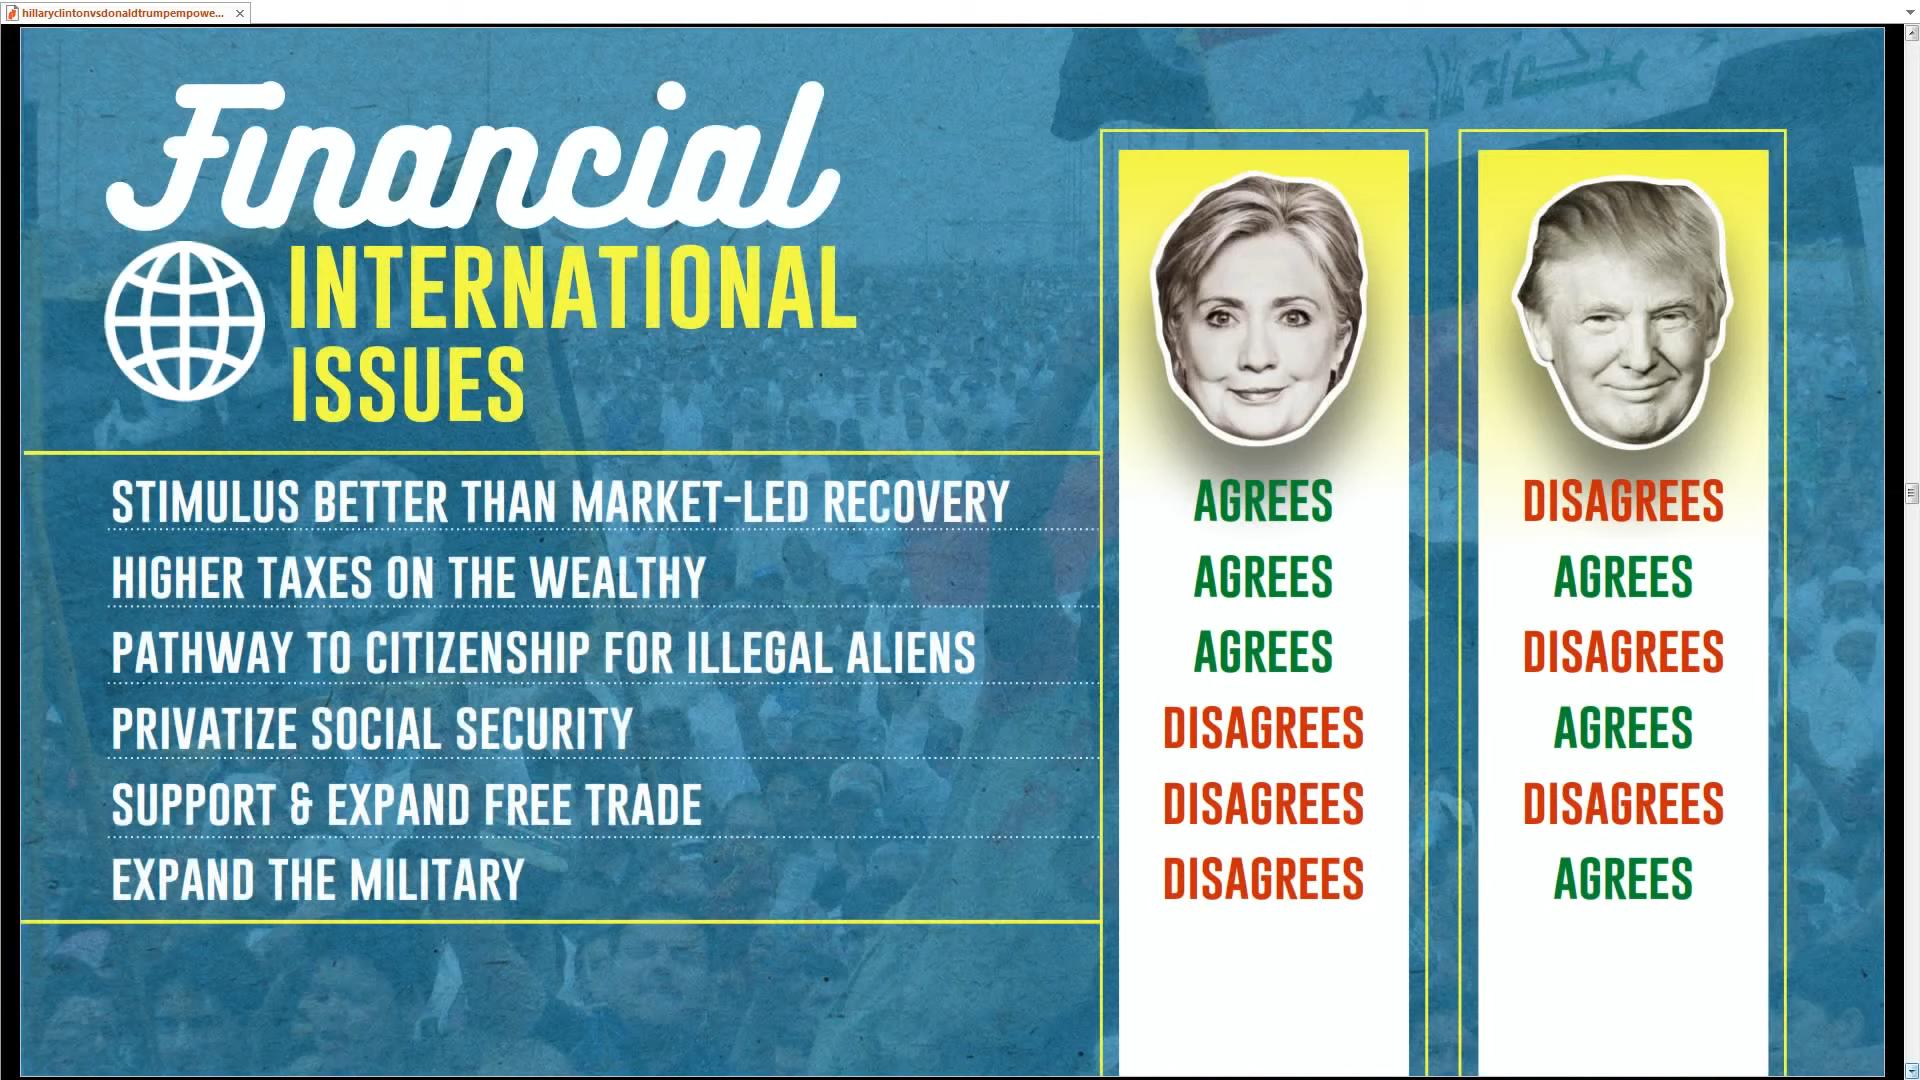 hillaryclintonvsdonaldtrumpempowe...
Financial
INTERNATIONAL
ISSUES
STIMULUS BETTER THAN MARKET-LED RECOVERY AGREES DISAGREES
HIGHER TAXES ON THE WEALTHY AGREES AGREES
PATHWAY TO CITIZENSHIP FOR ILLEGAL ALIENS AGREES DISAGREES
PRIVATIZE SOCIAL SECURITY DISAGREES AGREES
SUPPORT & EXPAND FREE TRADE DISAGREES DISAGREES
EXPAND THE MILITARY DISAGREES AGREES